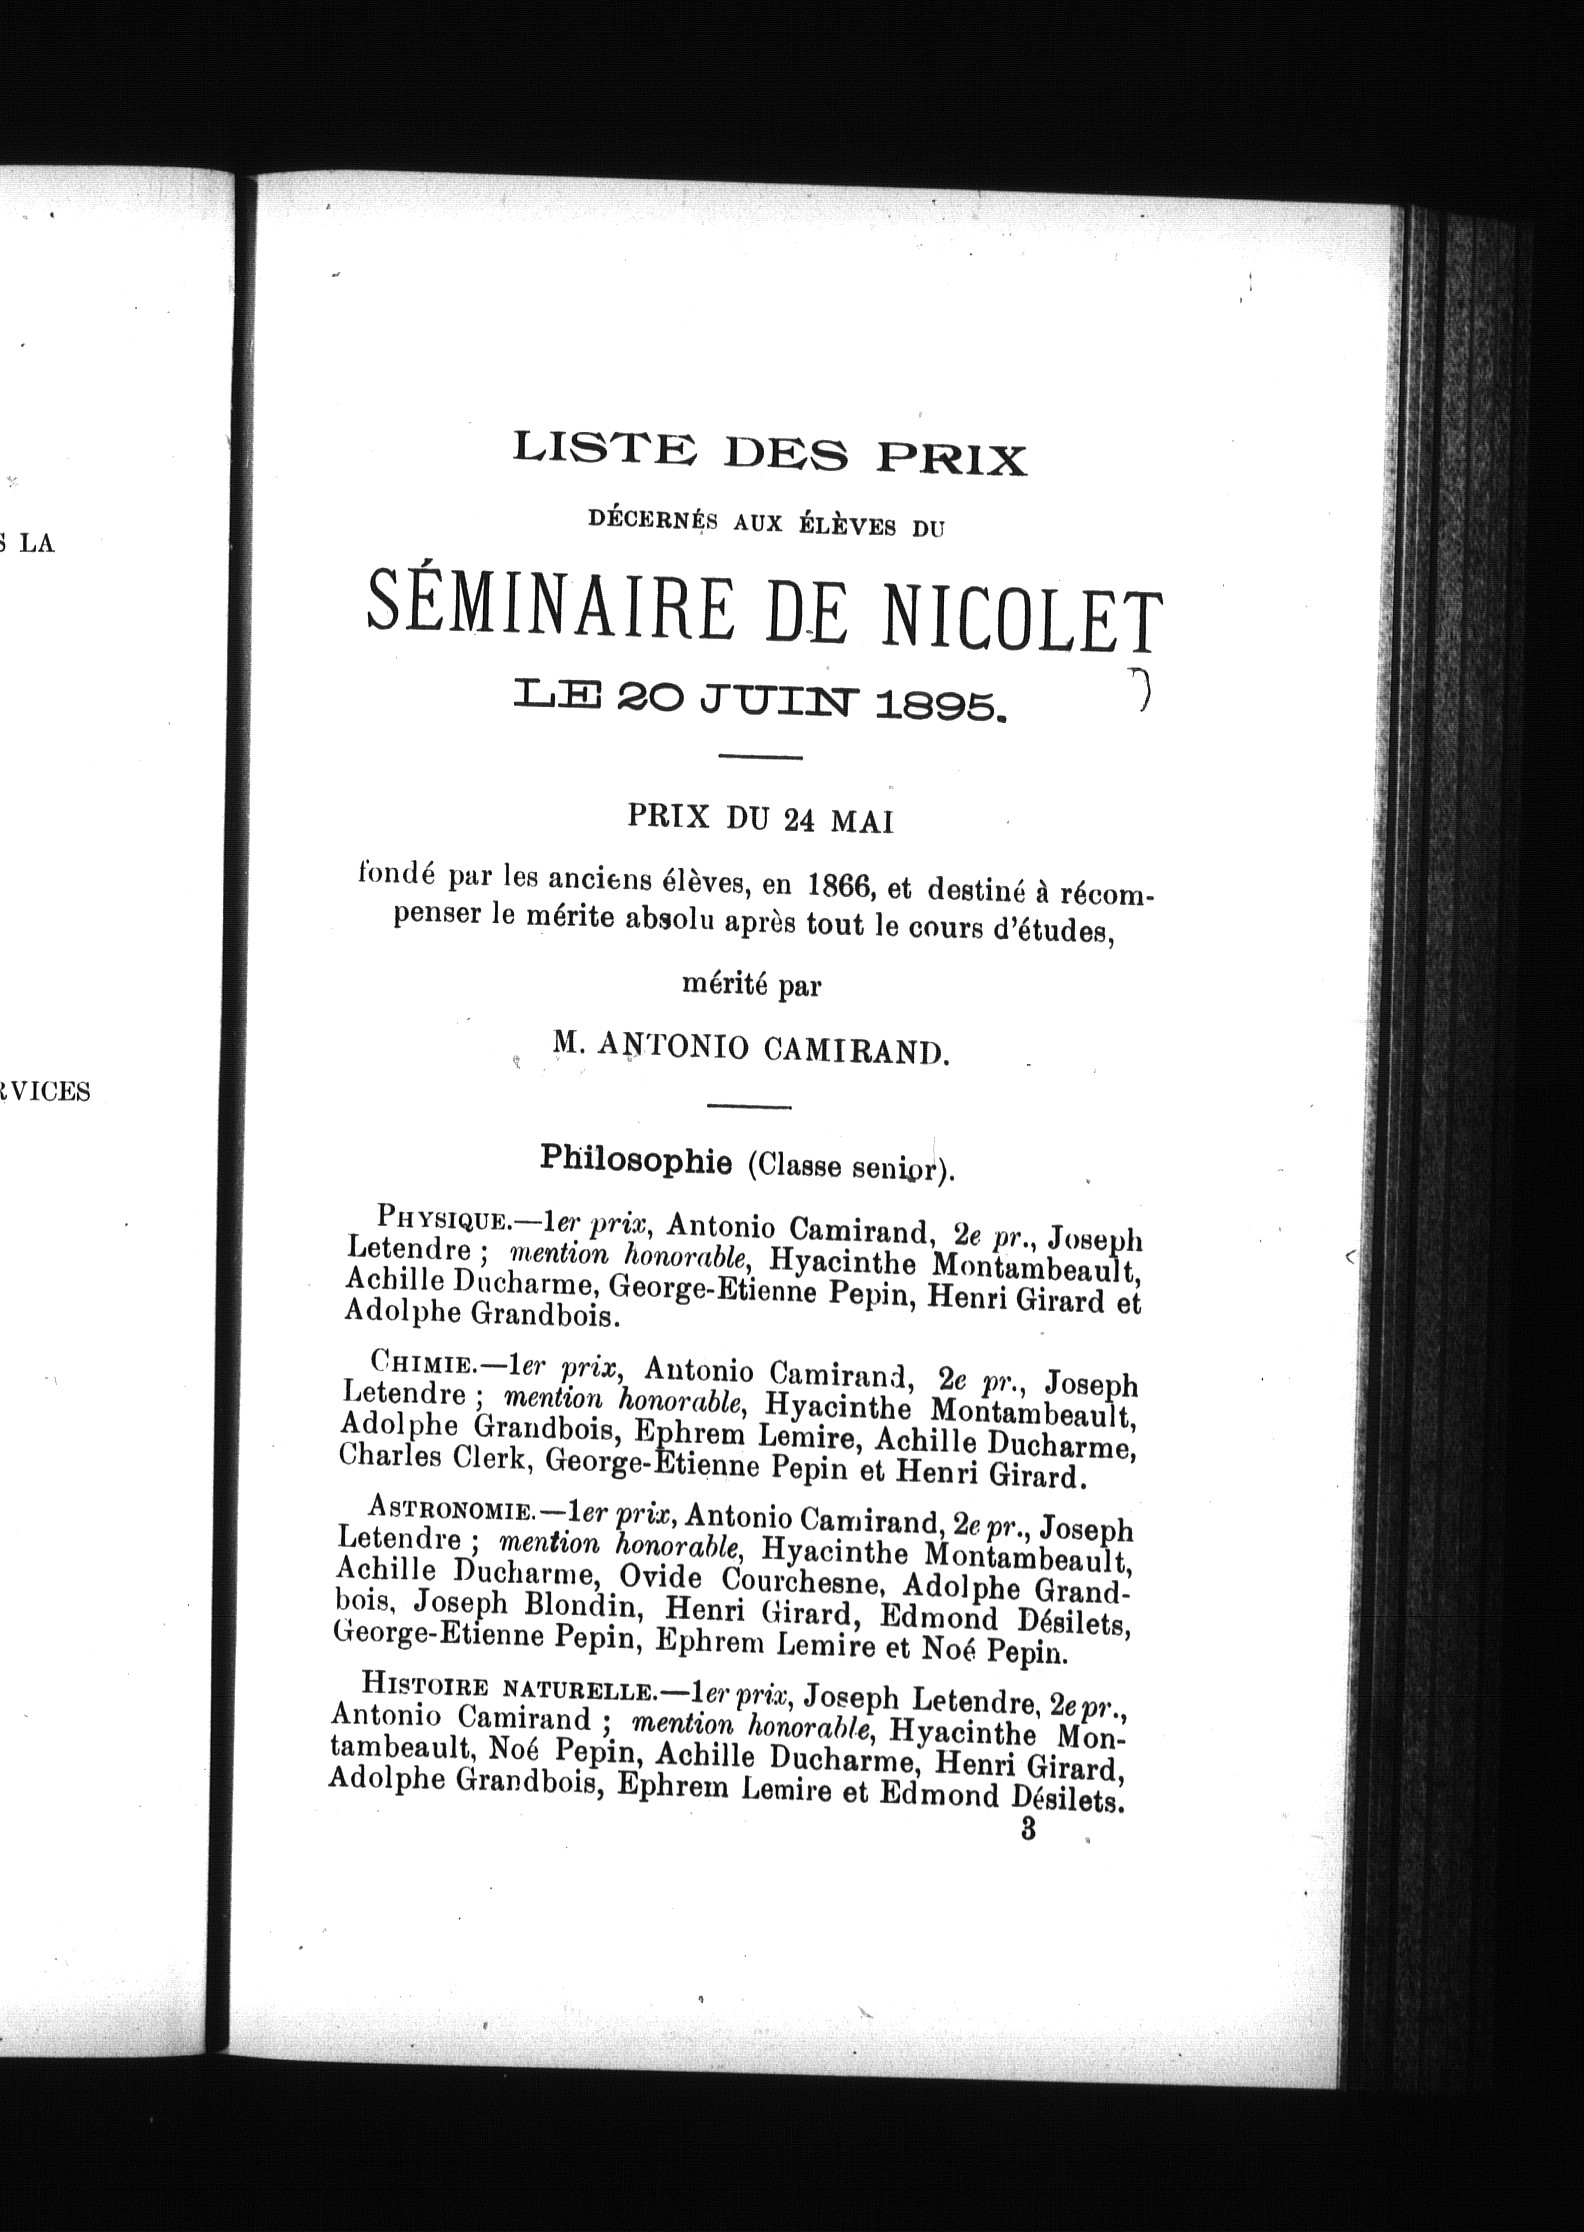 S LA
RVICES
LISTE DES PRIX
DÉCERNÉS AUX ÉLÈVES DU
SÉMINAIRE DE NICOLET
LE 20 JUIN 1895.
PRIX DU 24 MAI
fondé par les anciens élèves, en 1866, et destiné à récom-
penser le mérite absolu après tout le cours d'études,
mérité par
M. ANTONIO CAMIRAND.
Philosophie (Classe senior).
PHYSIQUE.—1er prix, Antonio Camirand, 2e pr., Joseph
Letendre ; mention honorable, Hyacinthe Montambeault,
Achille Ducharme, George-Etienne Pepin, Henri Girard et
Adolphe Grandbois.
CHIMIE.—1er prix, Antonio Camirand, 2e pr., Joseph
Letendre ; mention honorable, Hyacinthe Montambeault,
Adolphe Grandbois, Ephrem Lemire, Achille Ducharme,
Charles Clerk, George-Etienne Pepin et Henri Girard.
ASTRONOMIE.—1er prix, Antonio Camirand, 2e pr., Joseph
Letendre ; mention honorable, Hyacinthe Montambeault,
Achille Ducharme, Ovide Courchesne, Adolphe Grand-
bois, Joseph Blondin, Henri Girard, Edmond Désilets,
George-Etienne Pepin, Ephrem Lemire et Noé Pepin.
HISTOIRE NATURELLE.—1er prix, Joseph Letendre, 2e pr.,
Antonio Camirand ; mention honorable, Hyacinthe Mon-
tambeault, Noé Pepin, Achille Ducharme, Henri Girard,
Adolphe Grandbois, Ephrem Lemire et Edmond Désilets.
3